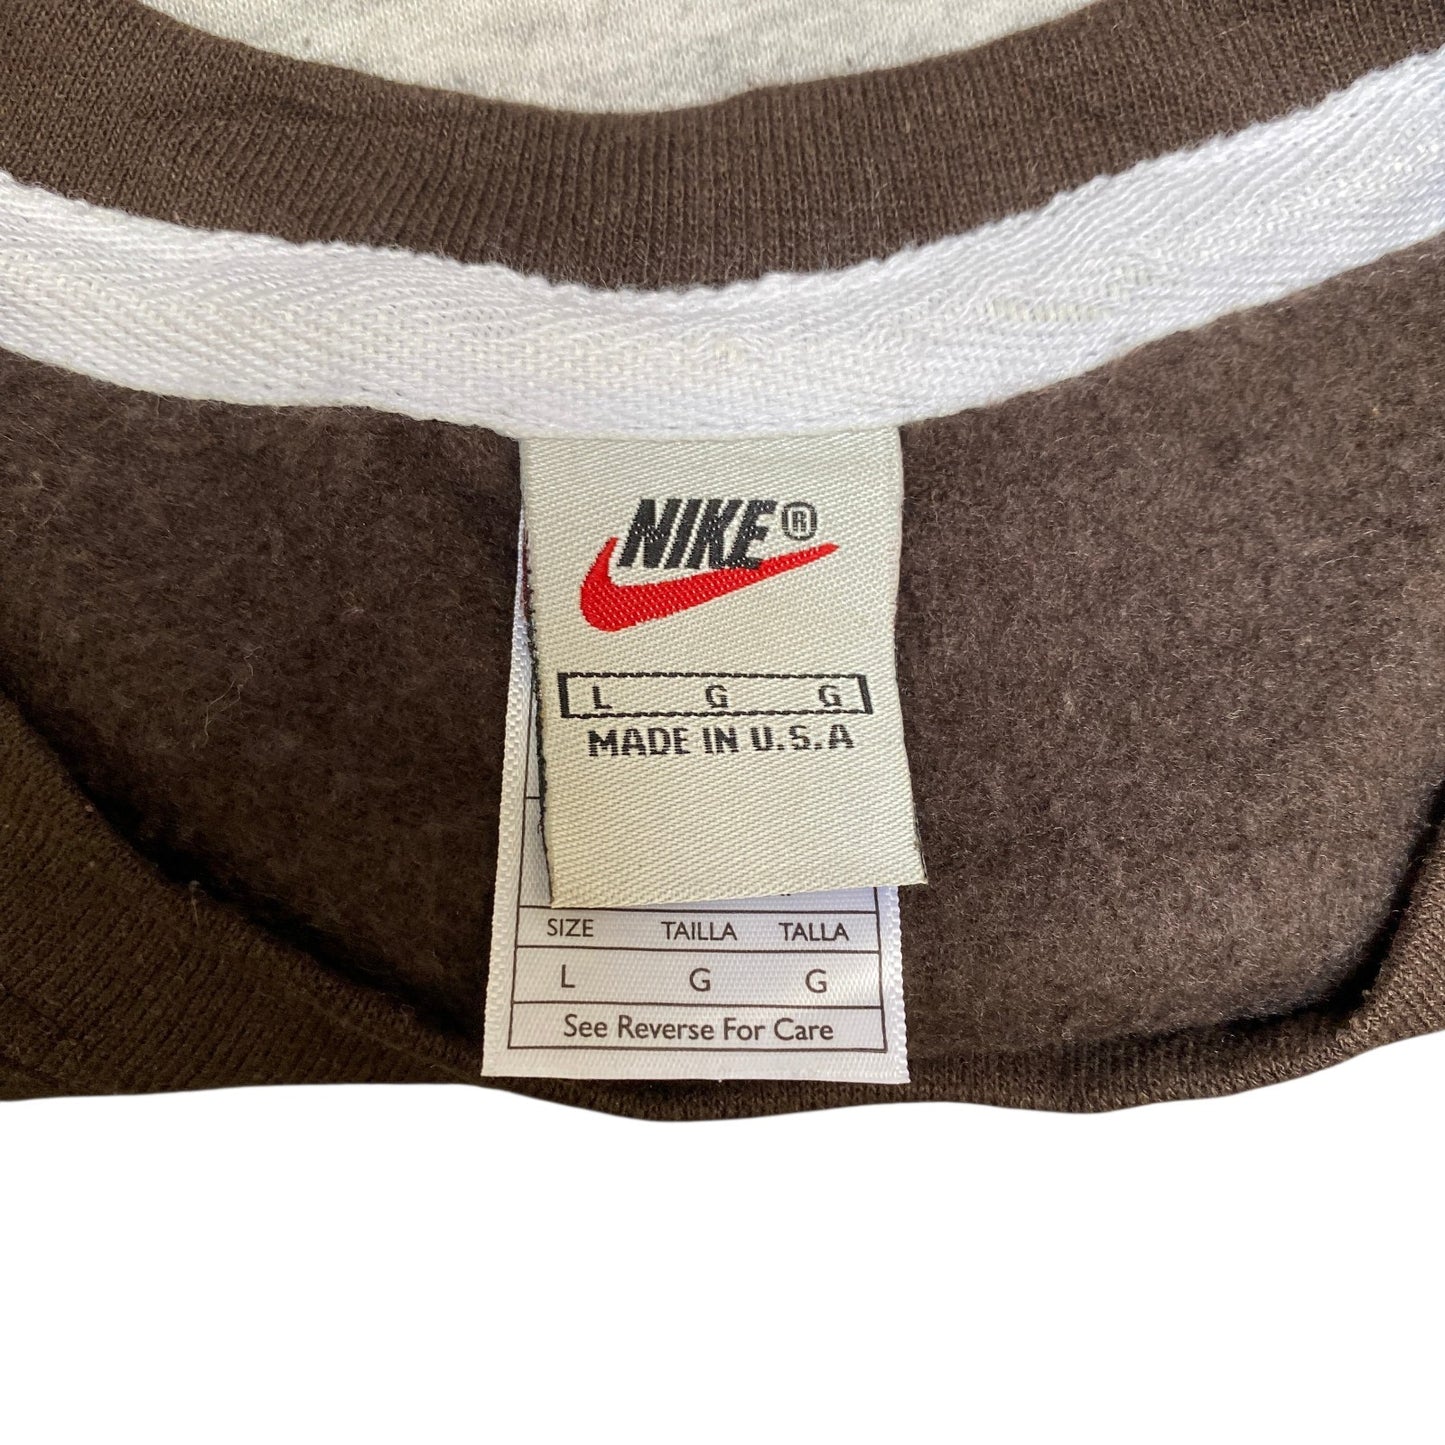 NIKE®
L G G
MADE IN U.S.A
SIZE TAILLA TALLA
L G G
See Reverse For Care